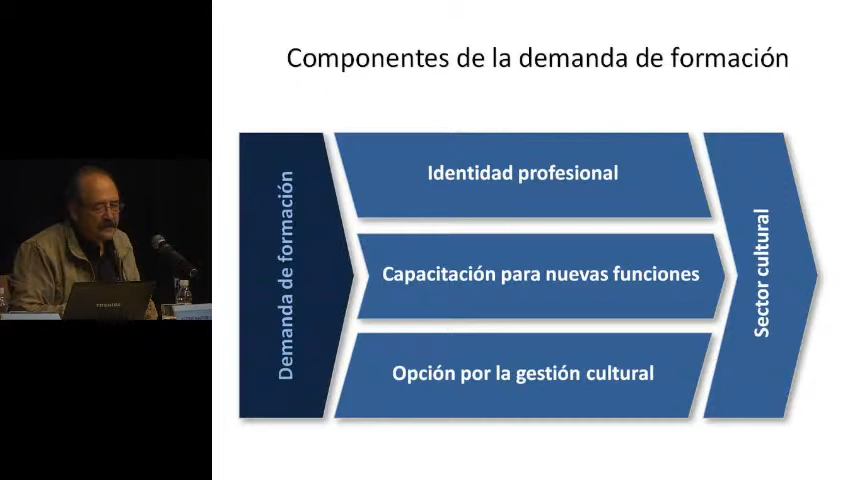 Componentes de la demanda de formación
Demanda de formación
Identidad profesional
Capacitación para nuevas funciones
Opción por la gestión cultural
Sector cultural
TOSHIBA